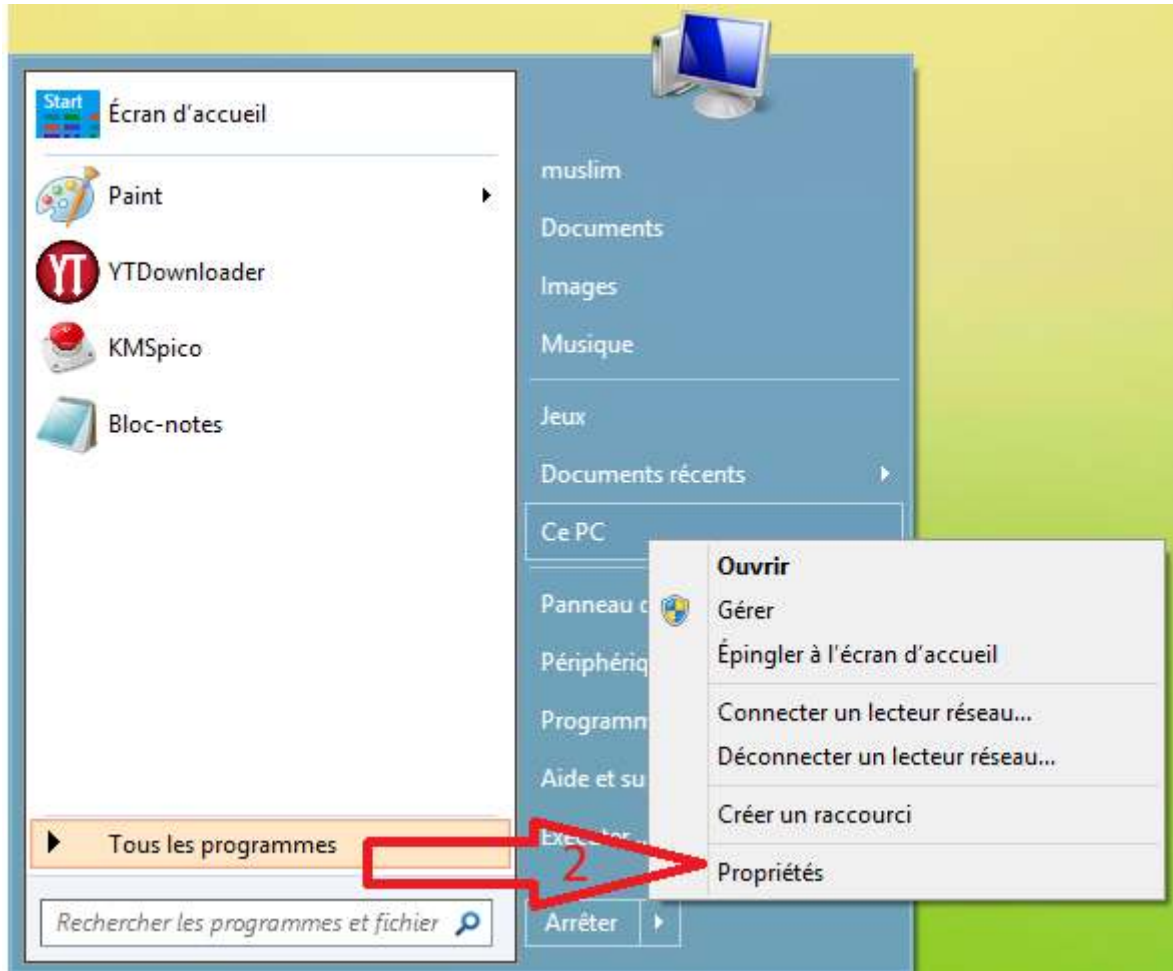 Start
Écran d'accueil
Paint
YTDownloader
KMSpico
Bloc-notes
Tous les programmes
Rechercher les programmes et fichier
muslim
Documents
Images
Musique
Jeux
Documents récents
Ce PC
Panneau
Périphériq
Programm
Aide et su
Exécuter...
Arrêter
Ouvrir
Gérer
Épingler à l'écran d'accueil
Connecter un lecteur réseau...
Déconnecter un lecteur réseau...
Créer un raccourci
Propriétés
2